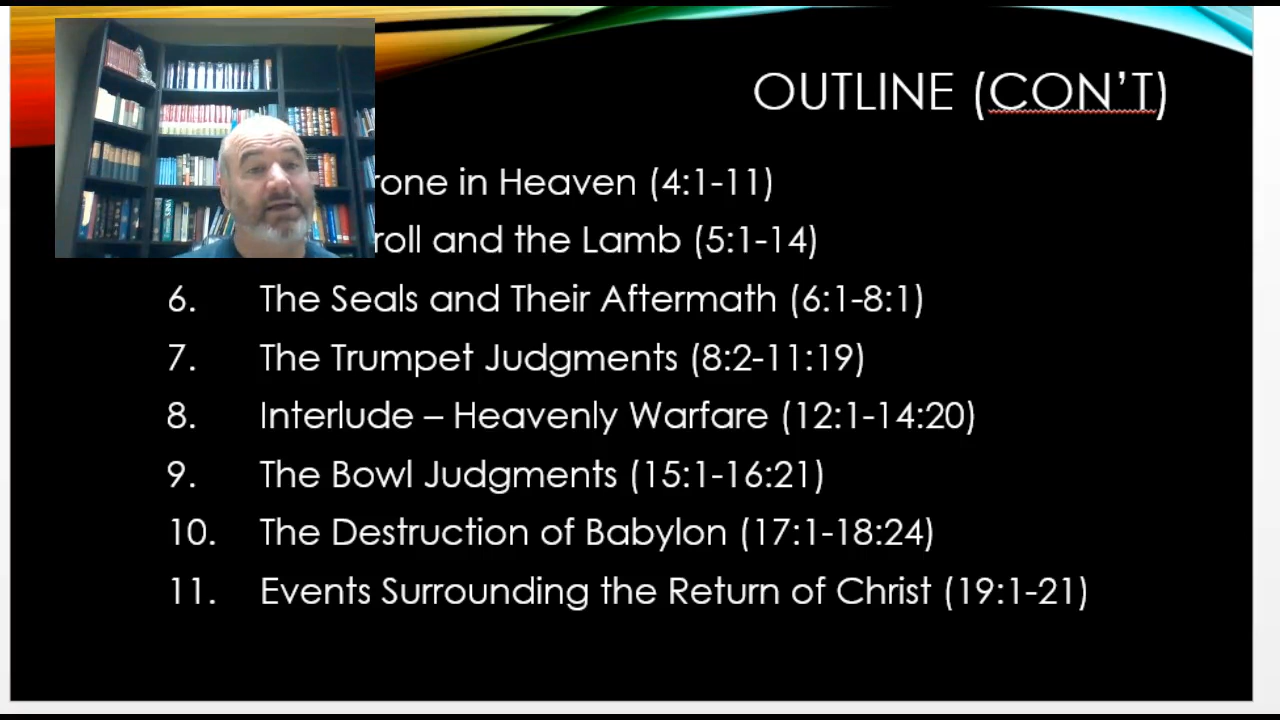 OUTLINE (CON'T)
rone in Heaven (4:1-11)
roll and the Lamb (5:1-14)
6. The Seals and Their Aftermath (6:1-8:1)
7. The Trumpet Judgments (8:2-11:19)
8. Interlude – Heavenly Warfare (12:1-14:20)
9. The Bowl Judgments (15:1-16:21)
10. The Destruction of Babylon (17:1-18:24)
11. Events Surrounding the Return of Christ (19:1-21)